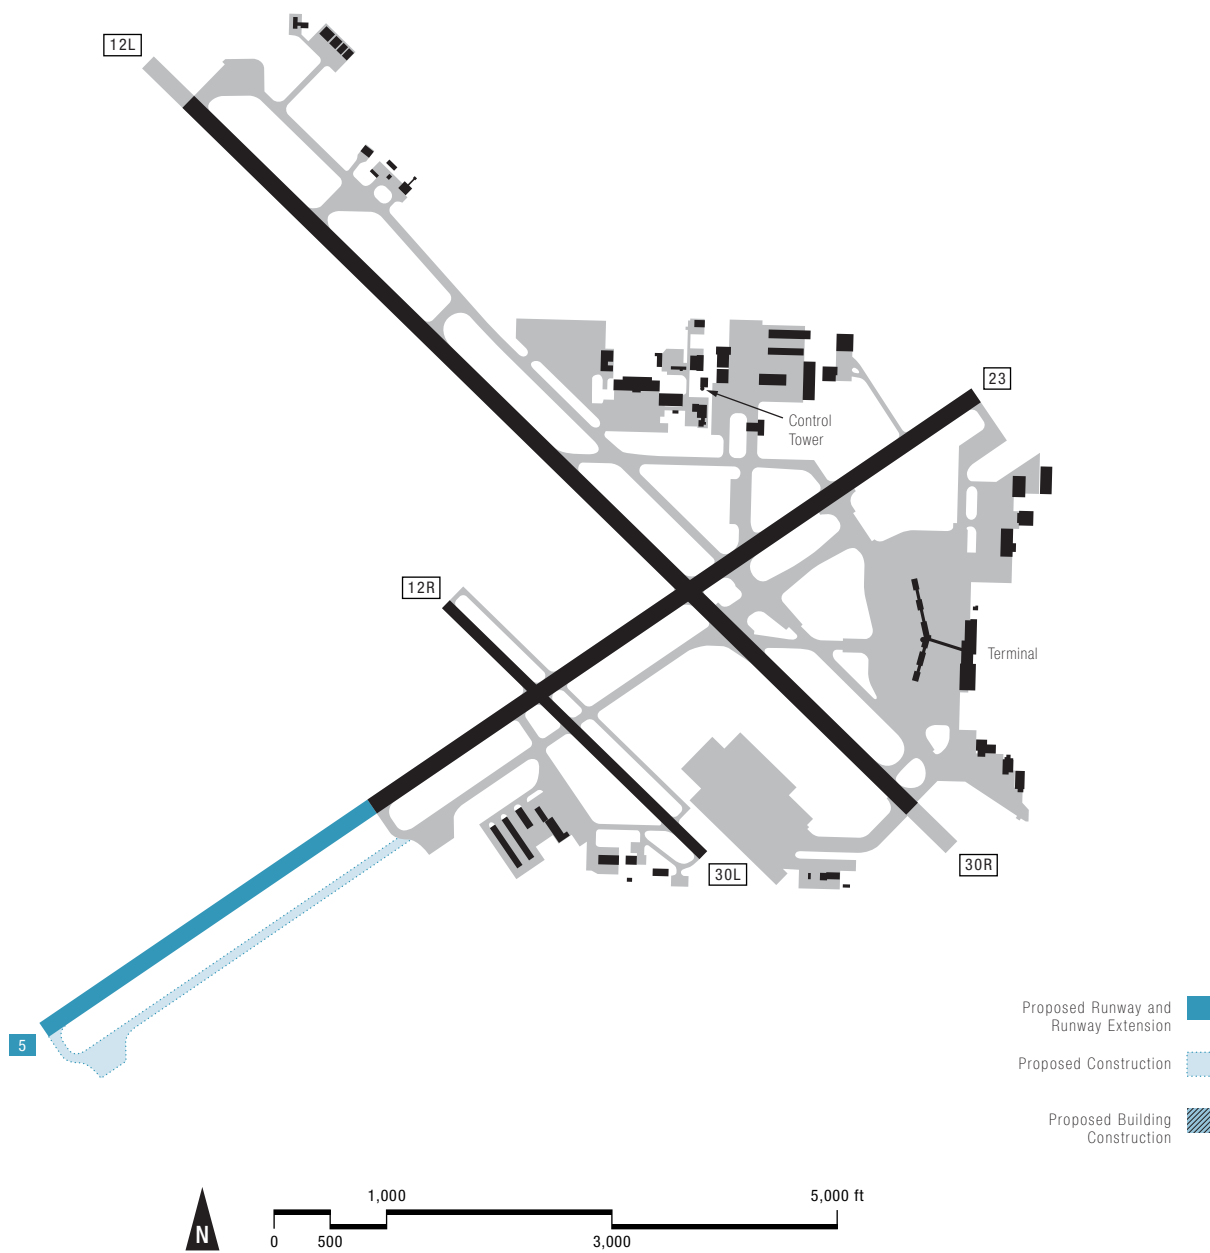 12L
23
Control
Tower
12R
Terminal
30R
30L
5
Proposed Runway and
Runway Extension
Proposed Construction
Proposed Building
Construction
1,000
5,000 ft
N
0
500
3,000